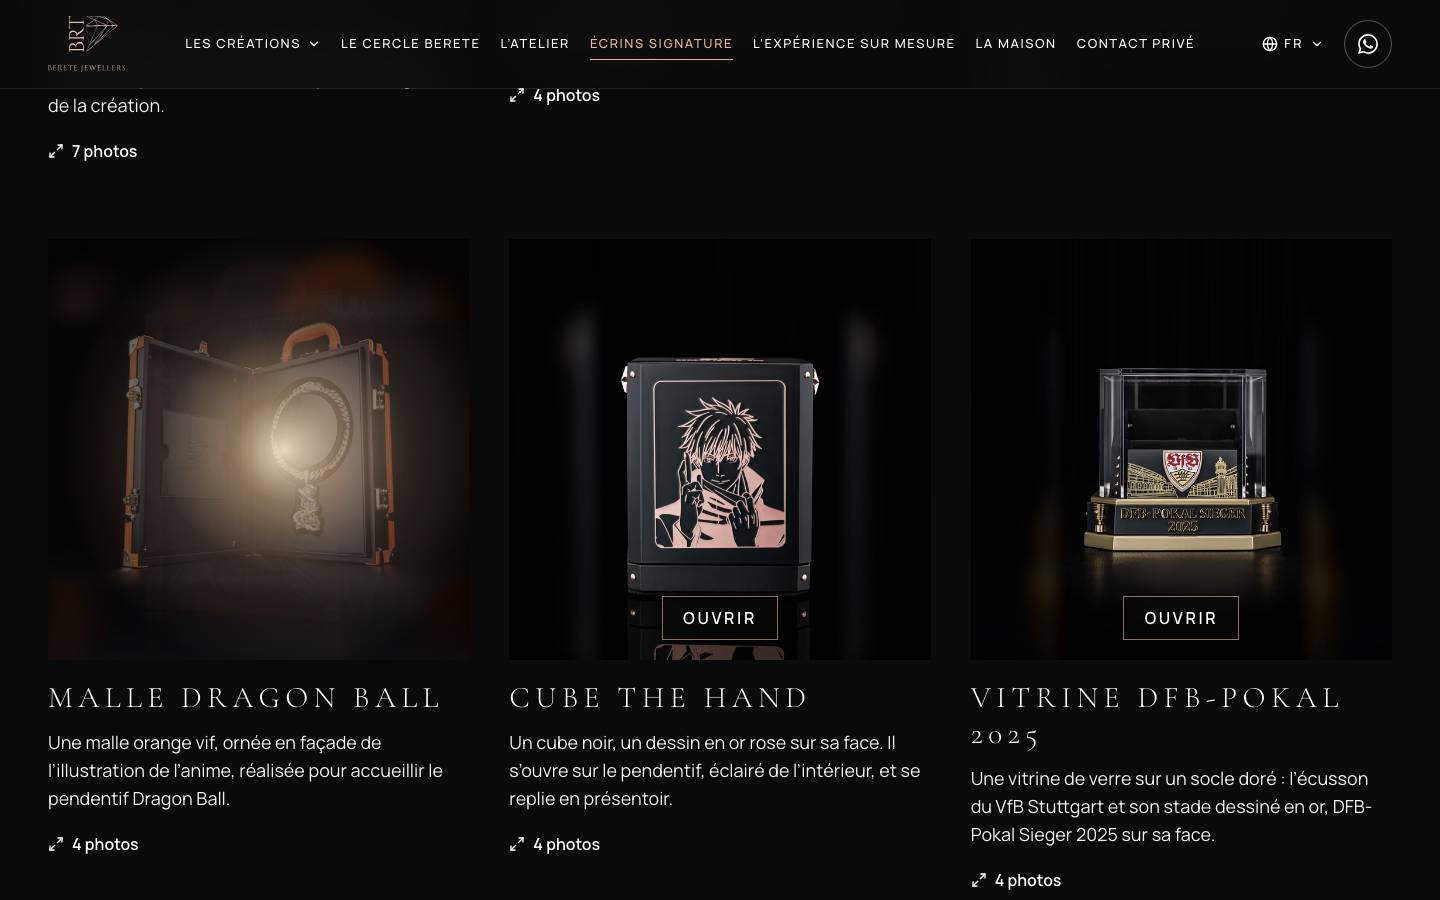 BRT
BERETE JEWELLERS
LES CRÉATIONS
LE CERCLE BERETE
L’ATELIER
ÉCRINS SIGNATURE
L’EXPÉRIENCE SUR MESURE
LA MAISON
CONTACT PRIVÉ
FR
de la création.
7 photos
4 photos
VfB
DFB-POKAL SIEGER
2025
OUVRIR
OUVRIR
MALLE DRAGON BALL
Une malle orange vif, ornée en façade de
l’illustration de l’anime, réalisée pour accueillir le
pendentif Dragon Ball.
4 photos
CUBE THE HAND
Un cube noir, un dessin en or rose sur sa face. Il
s’ouvre sur le pendentif, éclairé de l’intérieur, et se
replie en présentoir.
4 photos
VITRINE DFB-POKAL
2025
Une vitrine de verre sur un socle doré : l’écusson
du VfB Stuttgart et son stade dessiné en or, DFB-
Pokal Sieger 2025 sur sa face.
4 photos